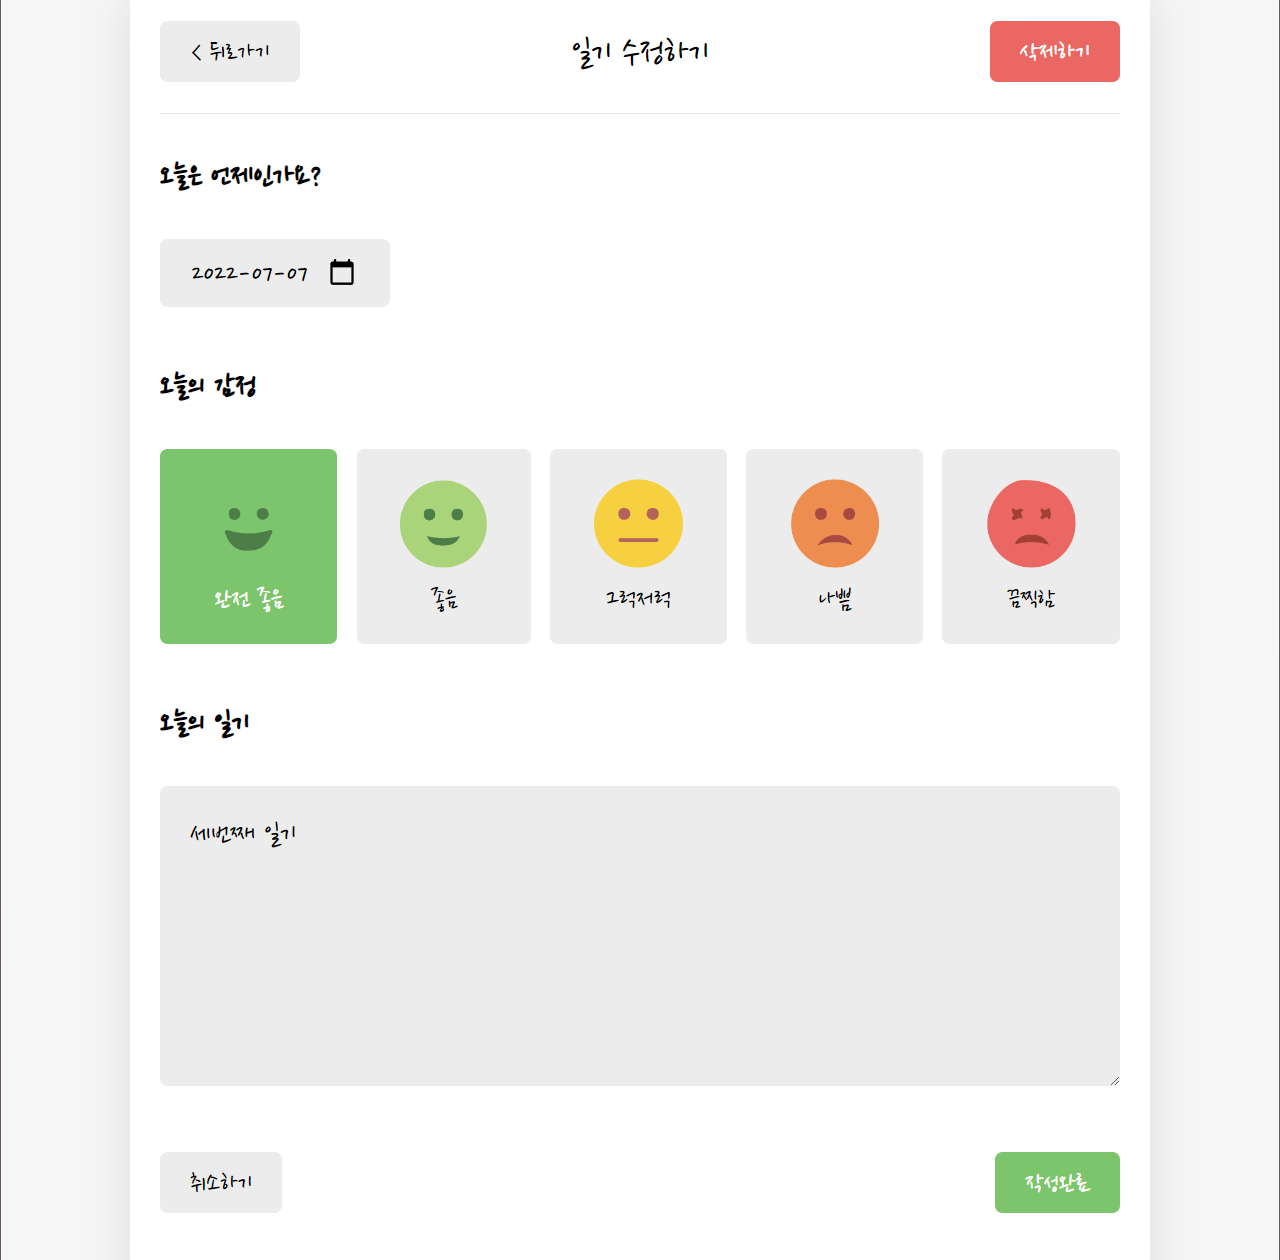 < 뒤로가기 일기 수정하기 삭제하기
오늘은 언제인가요?
2022-07-07
오늘의 감정
완전 좋음 좋음 그럭저럭 나쁨 끔찍함
오늘의 일기
세번째 일기
취소하기 작성완료